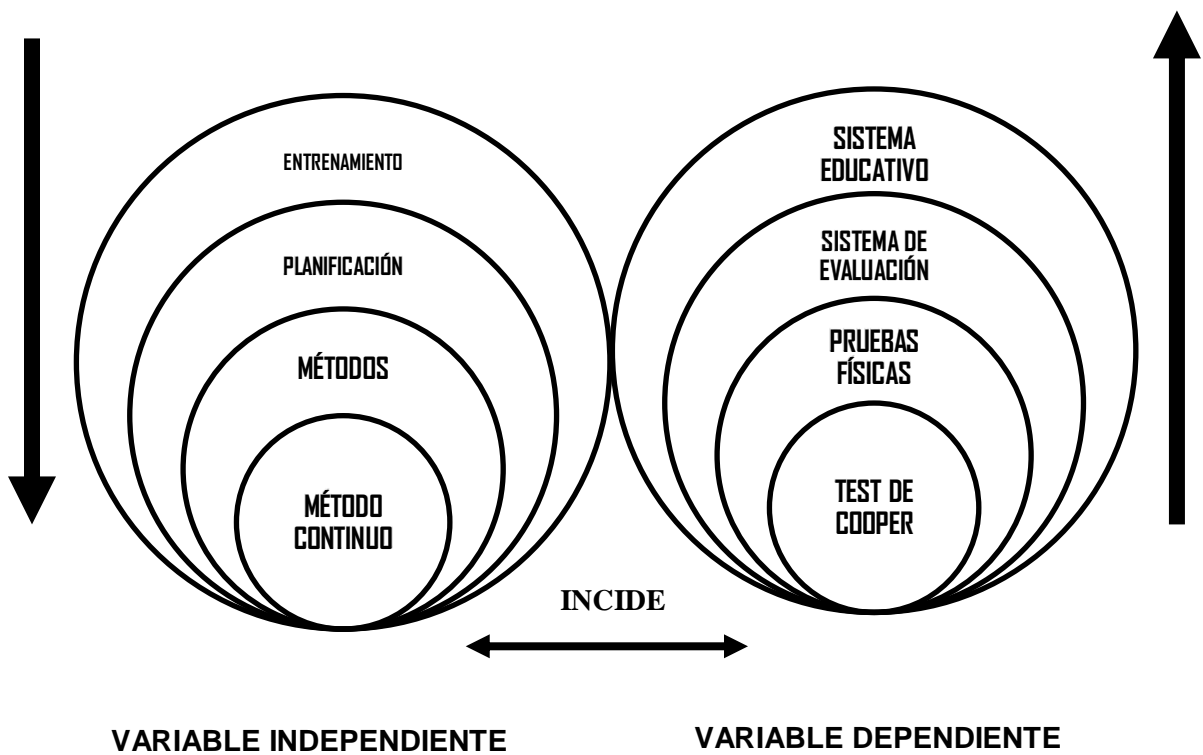 ENTRENAMIENTO
PLANIFICACIÓN
MÉTODOS
MÉTODO
CONTINUO
SISTEMA
EDUCATIVO
SISTEMA DE
EVALUACIÓN
PRUEBAS
FÍSICAS
TEST DE
COOPER
INCIDE
VARIABLE INDEPENDIENTE
VARIABLE DEPENDIENTE